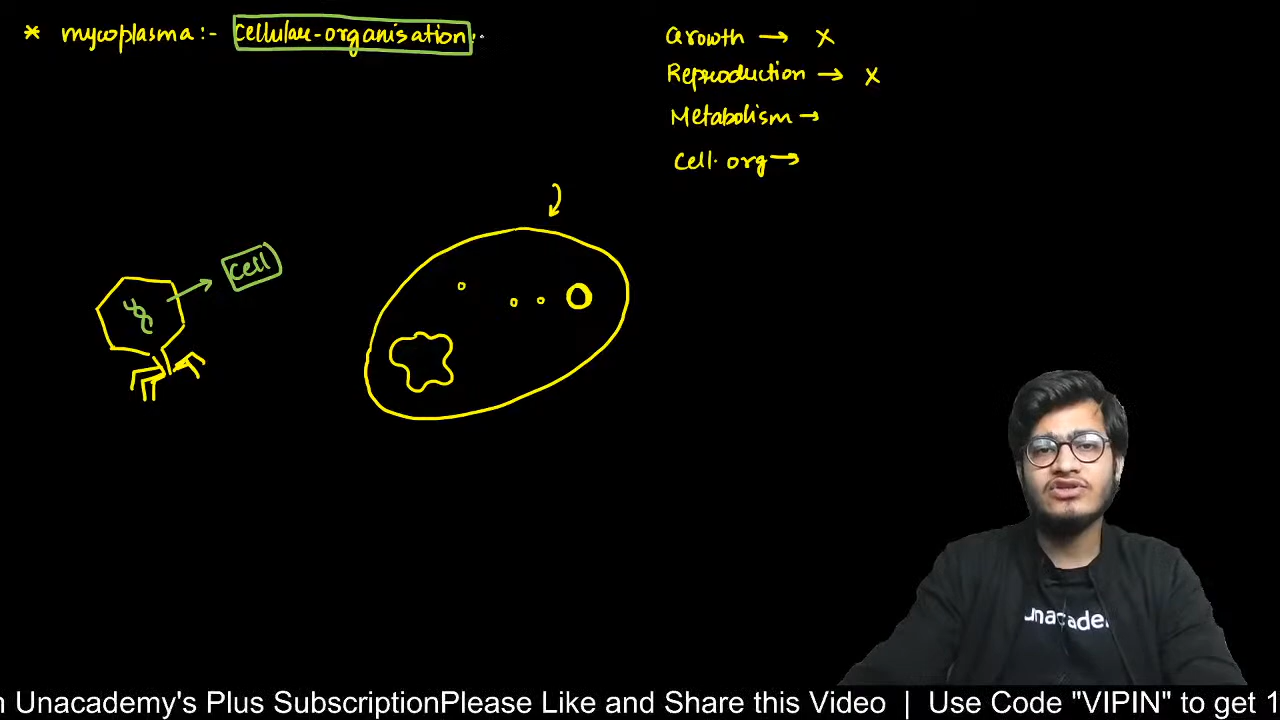 * mycoplasma :- Cellular-organisation :-
Growth → X
Reproduction → X
Metabolism →
Cell. org →
Cell
unacade
n Unacademy's Plus SubscriptionPlease Like and Share this Video | Use Code "VIPIN" to get 1